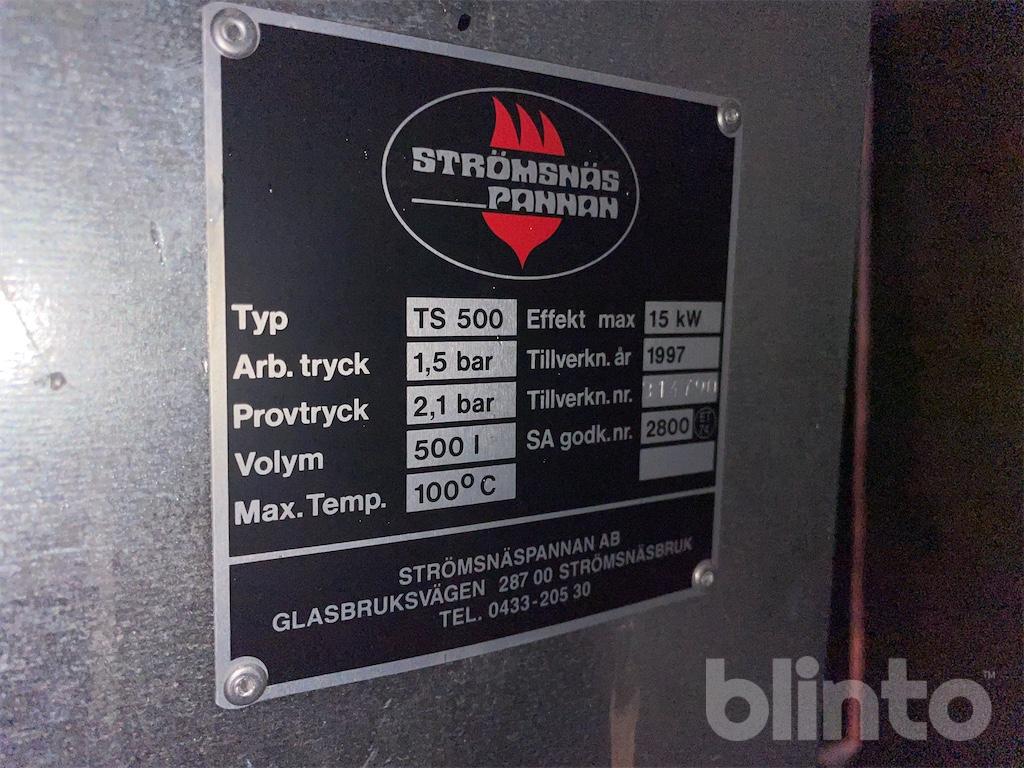 STRÖMSNÄS
PANNAN
Typ TS 500 Effekt max 15 kW
Arb. tryck 1,5 bar Tillverkn. år 1997
Provtryck 2,1 bar Tillverkn. nr.
Volym 500 l SA godk. nr. 2800
Max. Temp. 100°C
STRÖMSNÄSPANNAN AB
GLASBRUKSVÄGEN 287 00 STRÖMSNÄSBRUK
TEL. 0433-205 30
blinto™